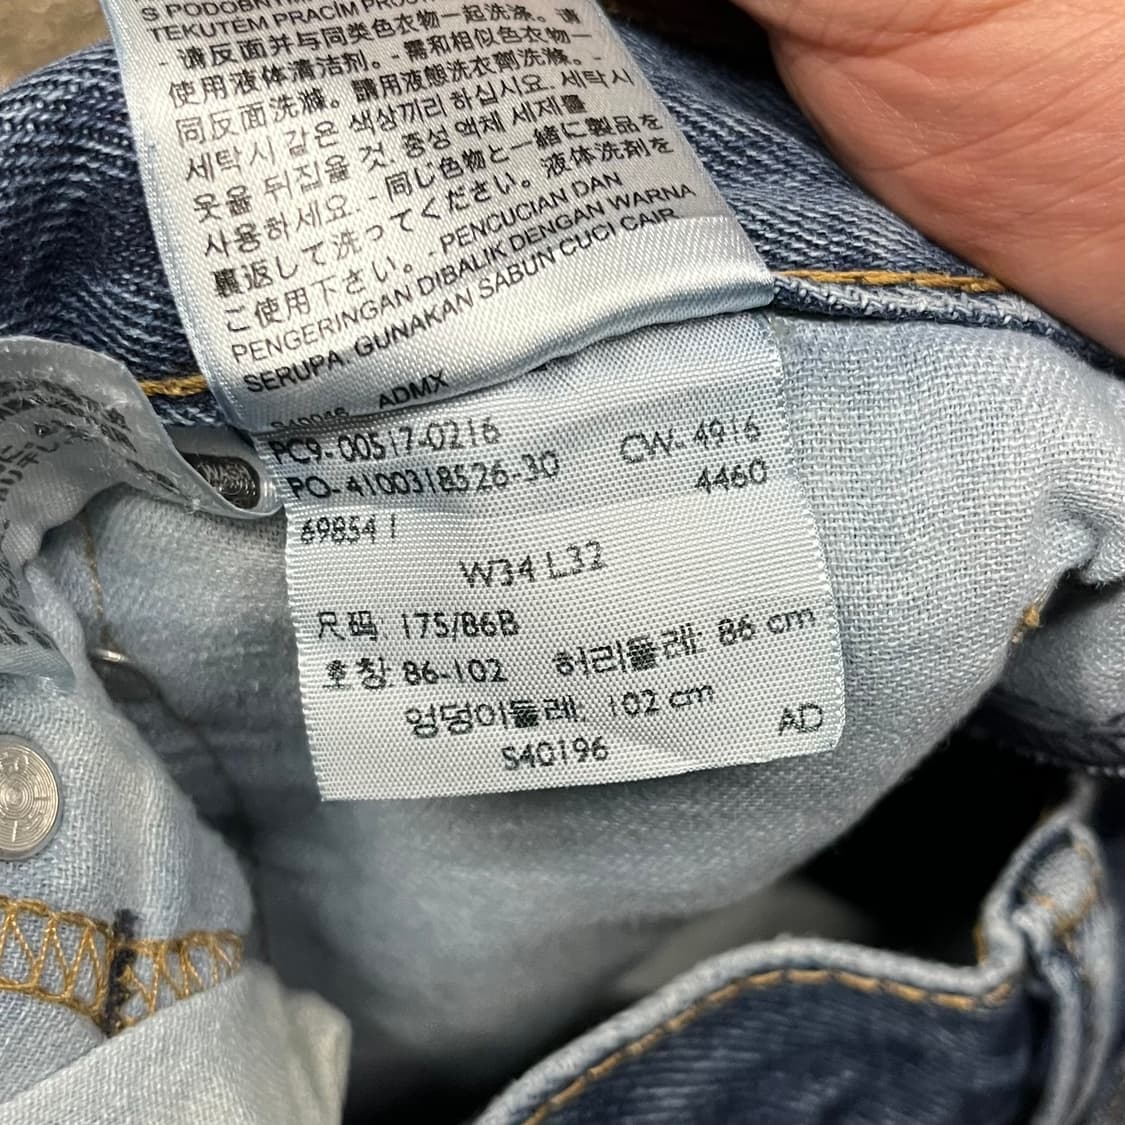 S PODOBNÝMI
TEKUTÉM PRACÍM
- 请反面并与同类色衣物一起洗涤。请
使用液体清洁剂。- 需和相似色衣物一
同反面洗滌。請用液態洗衣劑洗滌。-
세탁시 같은 색상끼리 하십시요. 세탁시
옷을 뒤집을 것. 중성 액체 세제를
사용하세요. - 同じ色物と一緒に製品を
裏返して洗ってください。液体洗剤を
ご使用下さい。- PENCUCIAN DAN
PENGERINGAN DIBALIK DENGAN WARNA
SERUPA. GUNAKAN SABUN CUCI CAIR
ADMX
PC9-00517-0216 CW- 4916
PO- 4100318526-30 4460
69854 1
W34 L32
尺码: 175/86B
호칭: 86-102 허리둘레: 86 cm
엉덩이둘레: 102 cm
S40196 AD